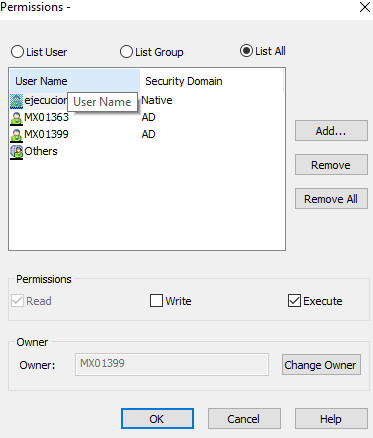 Permissions -
List User List Group List All
User Name Security Domain
ejecucion Native
User Name
MX01363 AD
MX01399 AD
Others
Add...
Remove
Remove All
Permissions
Read Write Execute
Owner
Owner: MX01399 Change Owner
OK Cancel Help